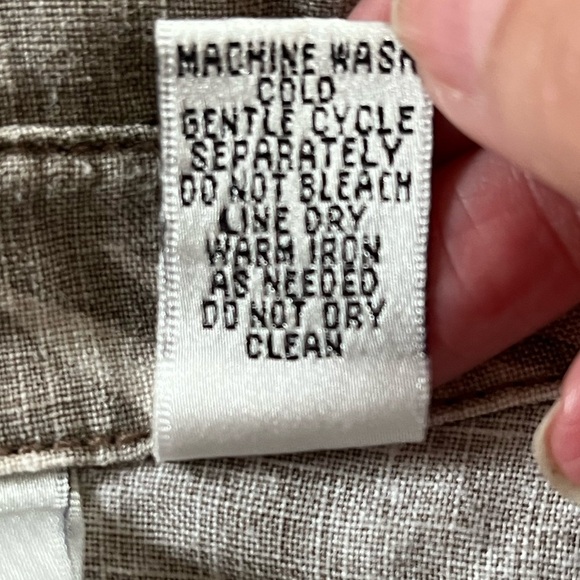 MACHINE WASH
COLD
GENTLE CYCLE
SEPARATELY
DO NOT BLEACH
LINE DRY
WARM IRON
AS NEEDED
DO NOT DRY
CLEAN